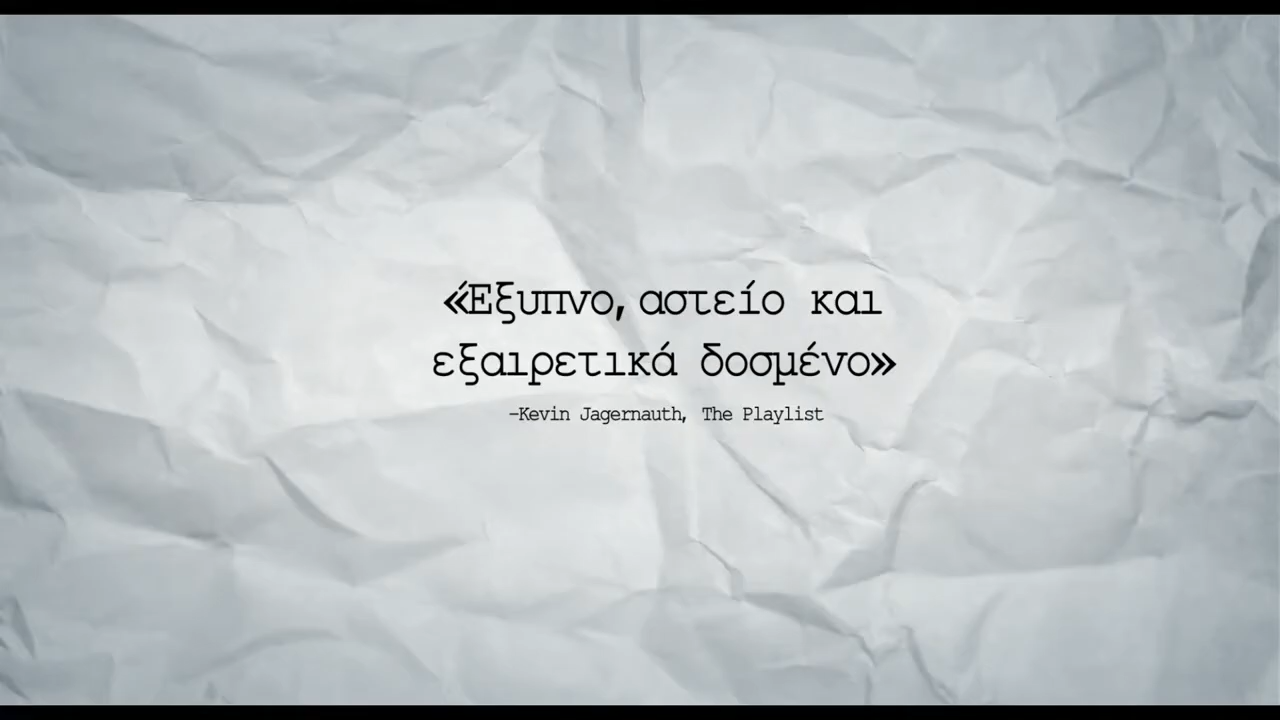 «Έξυπνο, αστείο και
εξαιρετικά δοσμένο»
–Kevin Jagernauth, The Playlist